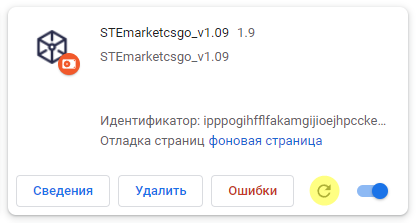 STEmarketcsgo_v1.09 1.9
STEmarketcsgo_v1.09
Идентификатор: ipppogihfflfakamgijioejhpccke...
Отладка страниц фоновая страница
Сведения Удалить Ошибки